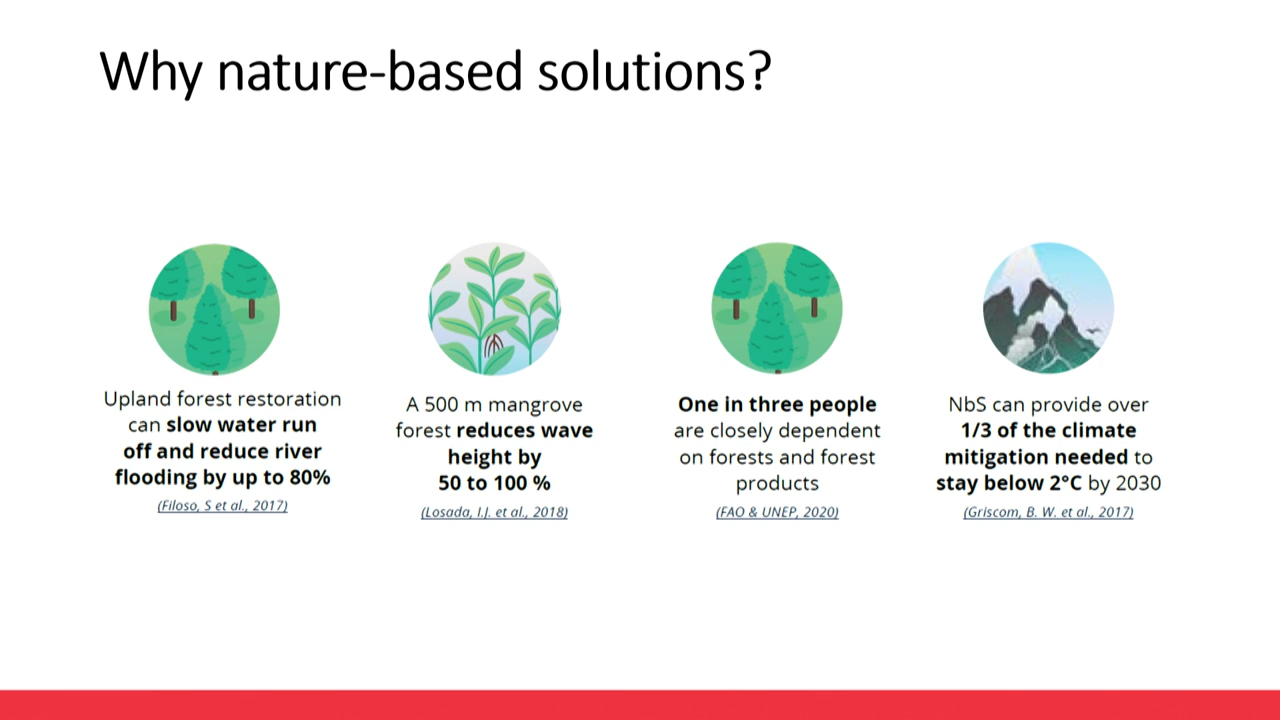 Why nature-based solutions?
Upland forest restoration
can slow water run
off and reduce river
flooding by up to 80%
(Filoso, S et al., 2017)
A 500 m mangrove
forest reduces wave
height by
50 to 100 %
(Losada, I.J. et al., 2018)
One in three people
are closely dependent
on forests and forest
products
(FAO & UNEP, 2020)
NbS can provide over
1/3 of the climate
mitigation needed to
stay below 2°C by 2030
(Griscom, B. W. et al., 2017)